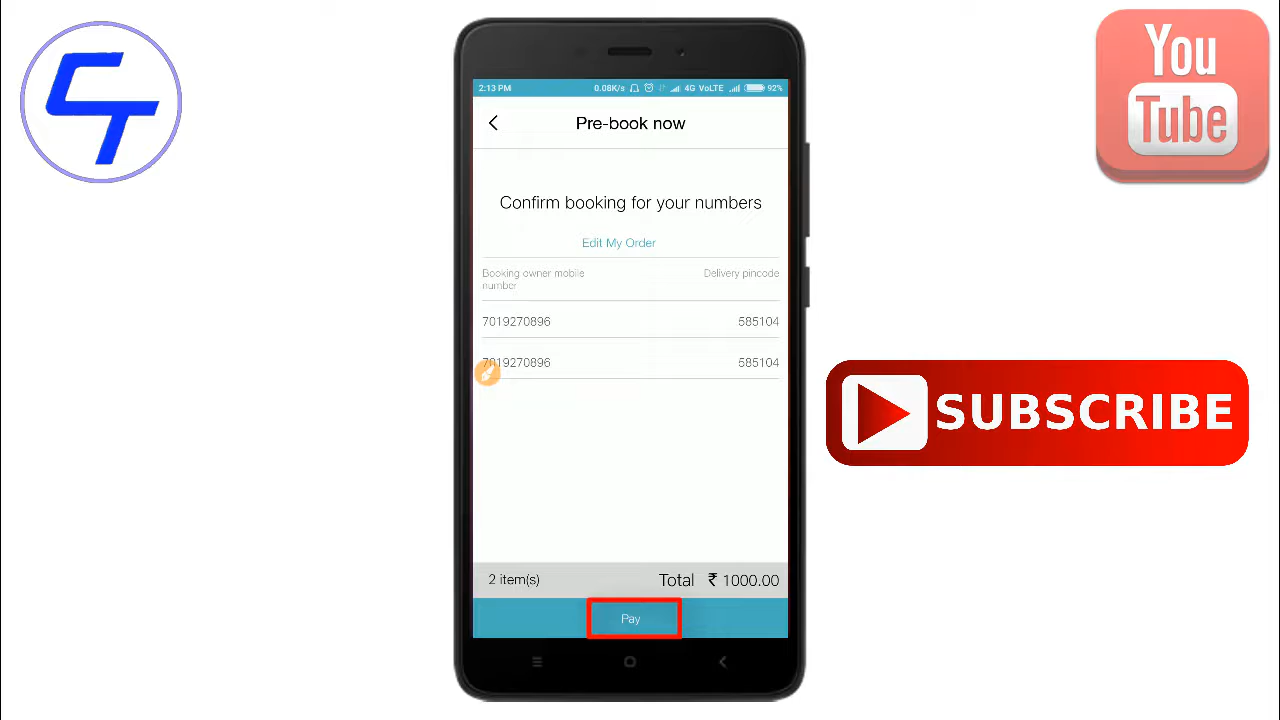 CT
You
Tube
2:13 PM 0.08K/s 4G VoLTE 92%
Pre-book now
Confirm booking for your numbers
Edit My Order
Booking owner mobile number Delivery pincode
7019270896 585104
7019270896 585104
SUBSCRIBE
2 item(s) Total ₹ 1000.00
Pay